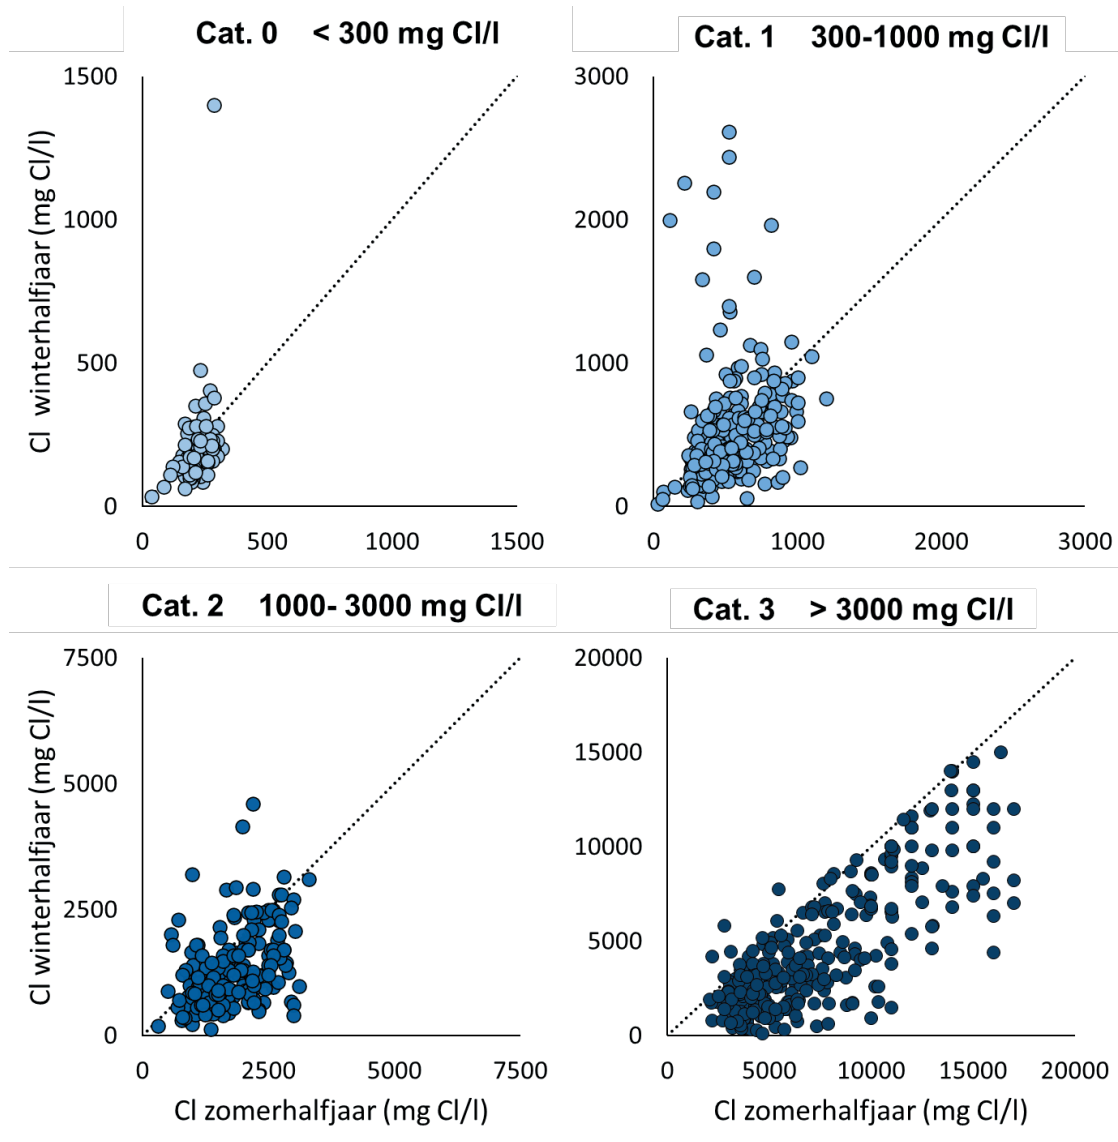 Cat. 0 < 300 mg Cl/l
Cat. 1 300-1000 mg Cl/l
Cl winterhalfjaar (mg Cl/l)
1500
1000
500
0
0 500 1000 1500
3000
2000
1000
0
0 1000 2000 3000
Cat. 2 1000- 3000 mg Cl/l
Cat. 3 > 3000 mg Cl/l
Cl winterhalfjaar (mg Cl/l)
7500
5000
2500
0
0 2500 5000 7500
Cl zomerhalfjaar (mg Cl/l)
20000
15000
10000
5000
0
0 5000 10000 15000 20000
Cl zomerhalfjaar (mg Cl/l)